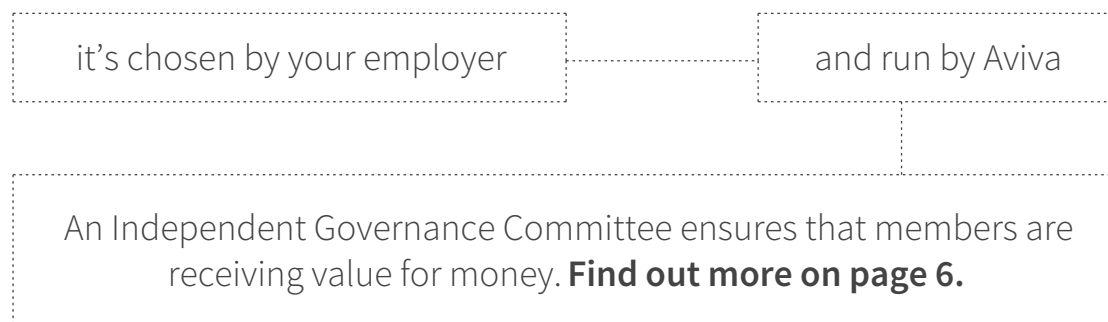 it’s chosen by your employer
and run by Aviva
An Independent Governance Committee ensures that members are
receiving value for money. Find out more on page 6.